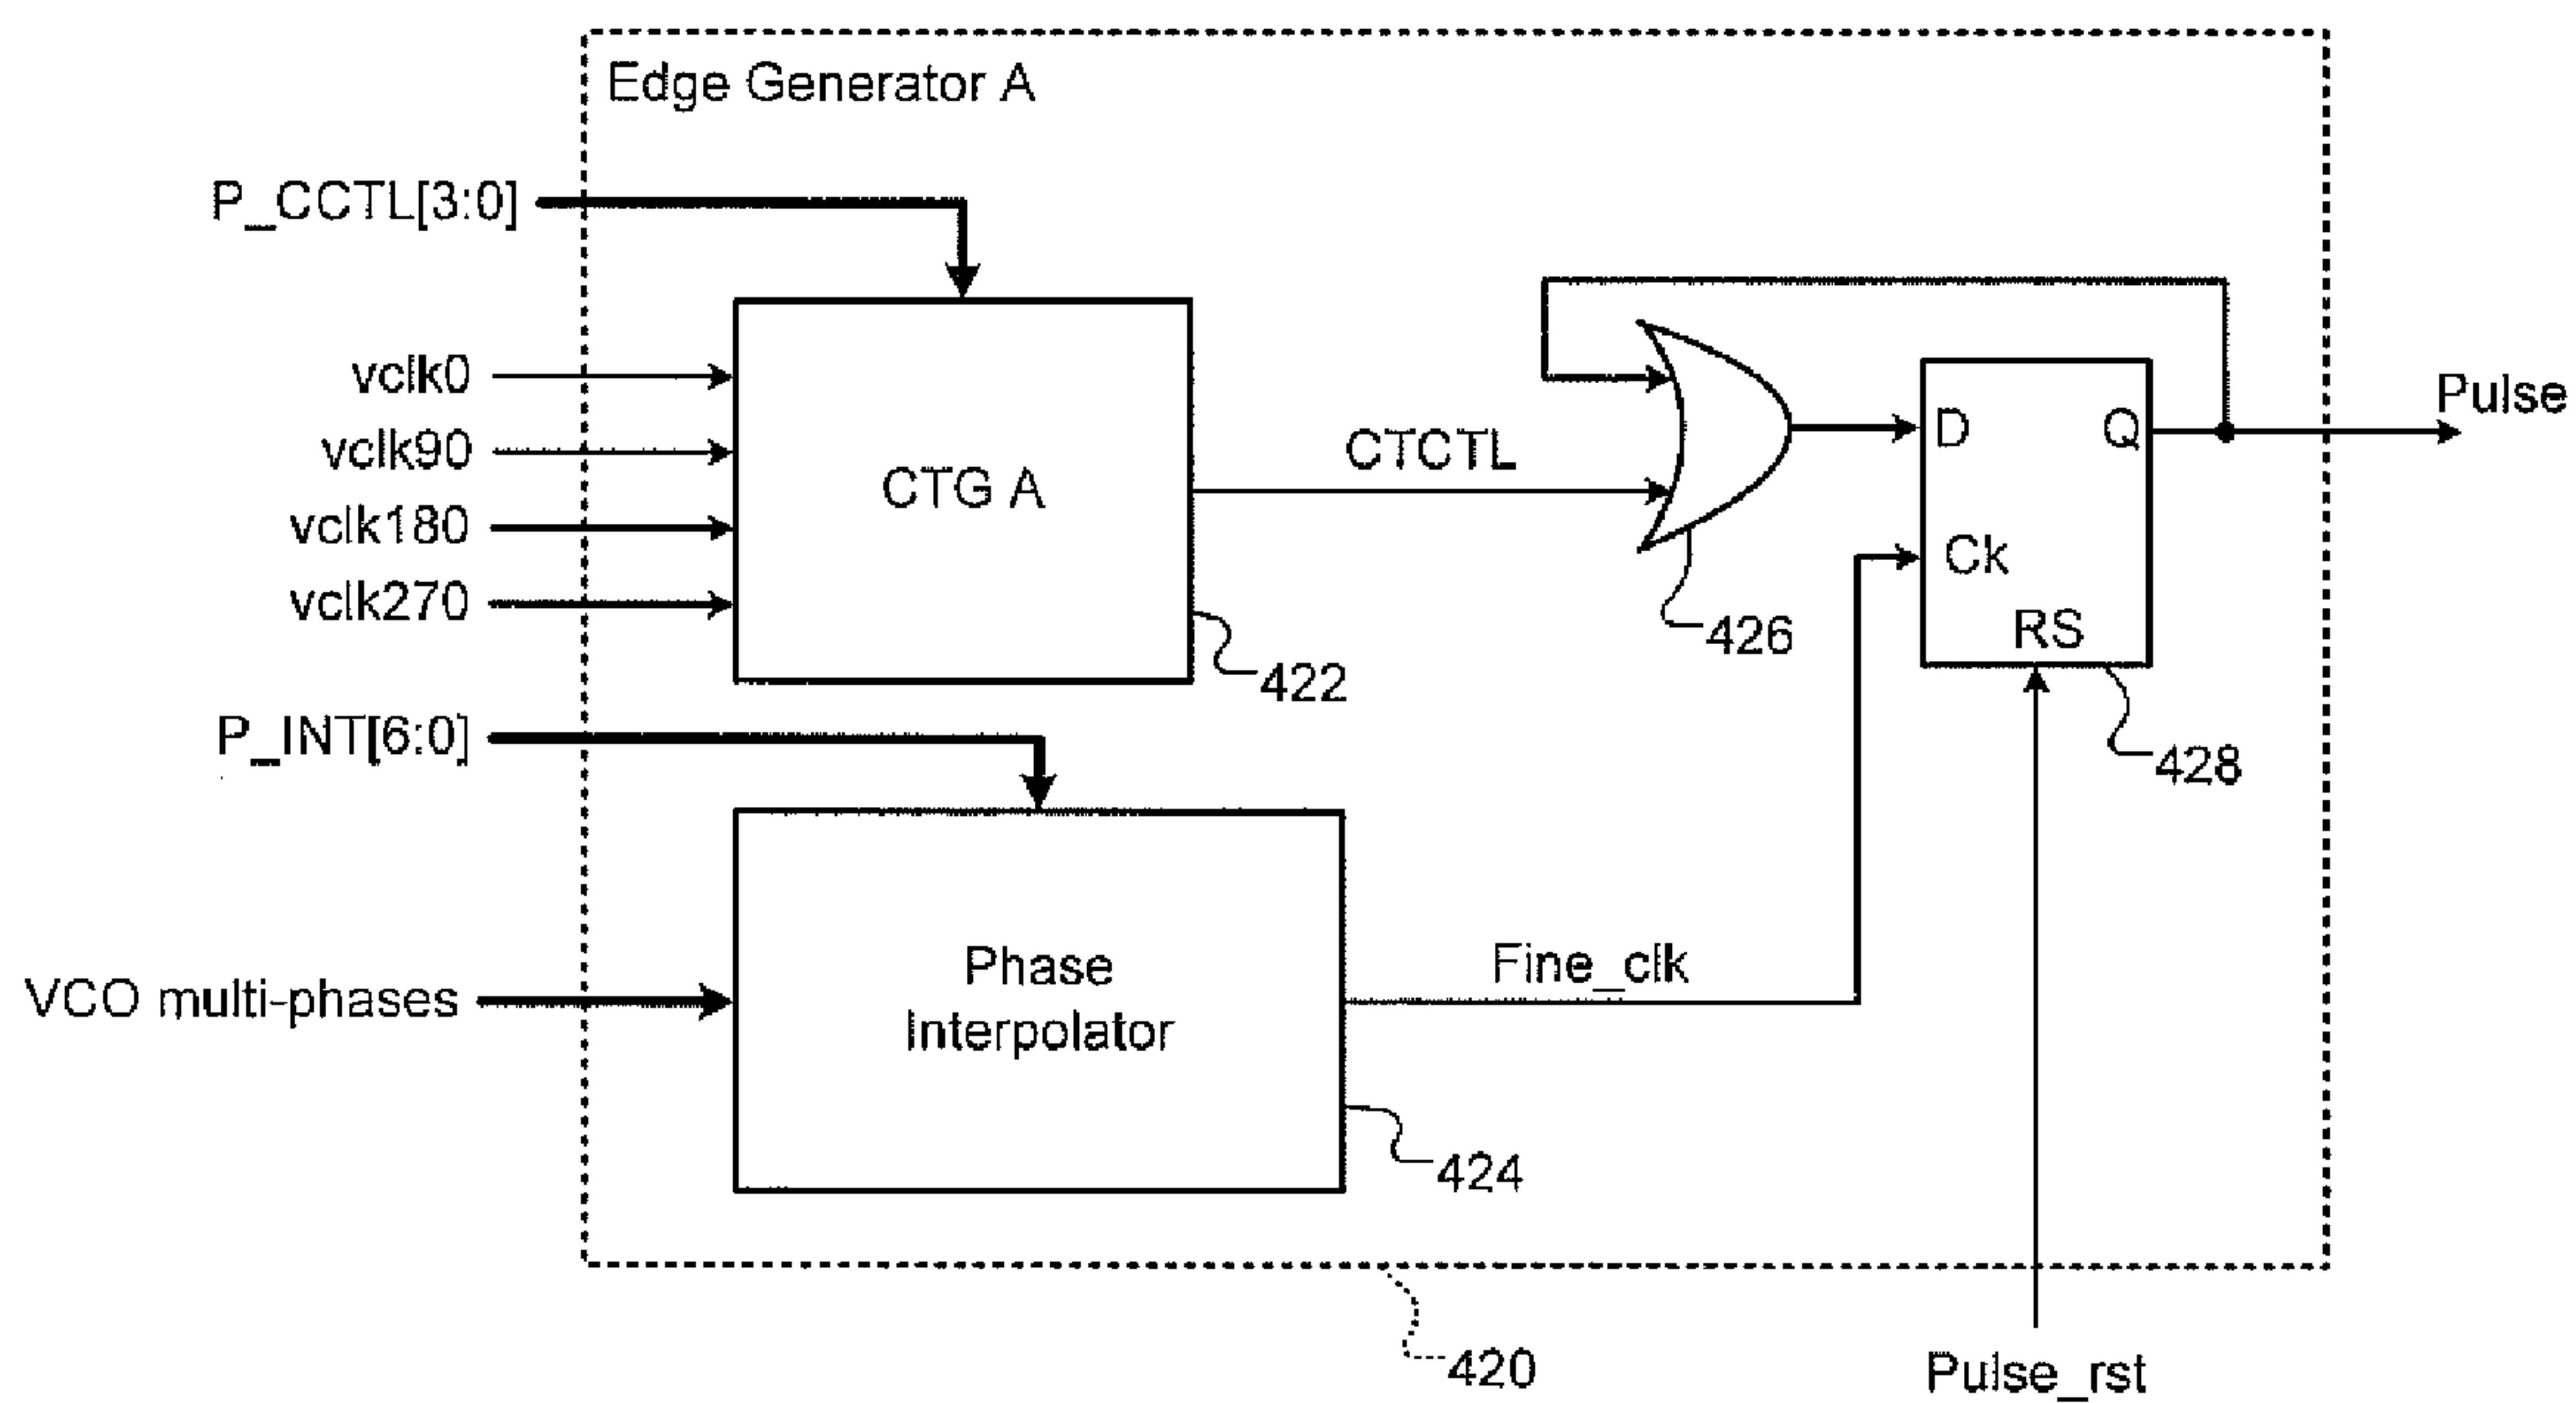 Edge Generator A
P_CCTL[3:0]
vclk0
vclk90
vclk180
vclk270
CTG A
422
CTCTL
426
D
Q
Ck
RS
428
Pulse
P_INT[6:0]
VCO multi-phases
Phase
Interpolator
424
Fine_clk
420
Pulse_rst